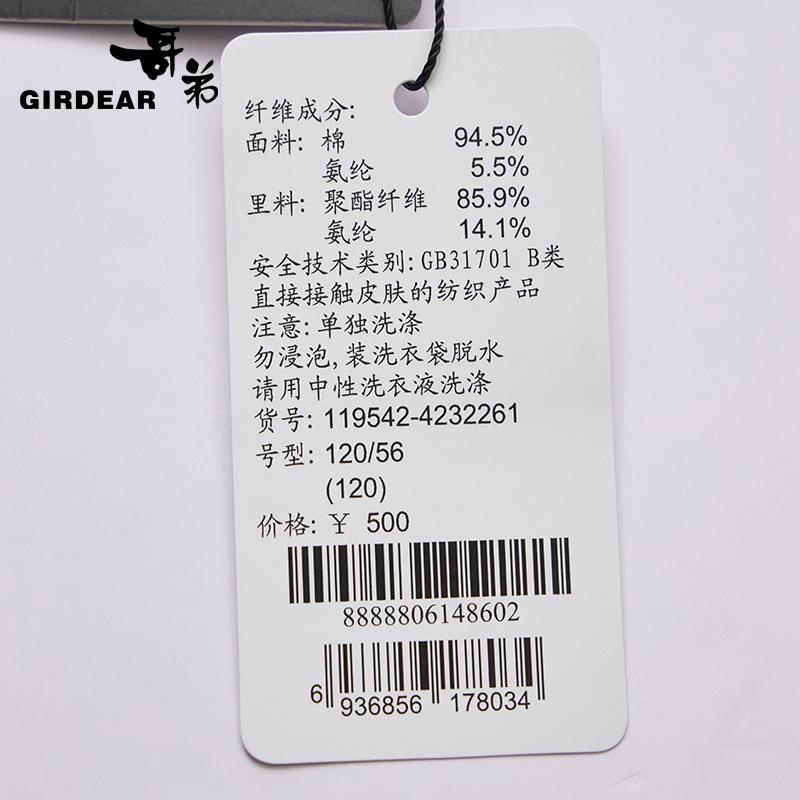 哥弟
GIRDEAR
纤维成分:
面料: 棉 94.5%
氨纶 5.5%
里料: 聚酯纤维 85.9%
氨纶 14.1%
安全技术类别: GB31701 B类
直接接触皮肤的纺织产品
注意: 单独洗涤
勿浸泡, 装洗衣袋脱水
请用中性洗衣液洗涤
货号: 119542-4232261
号型: 120/56
(120)
价格: ¥ 500
8888806148602
6 936856 178034